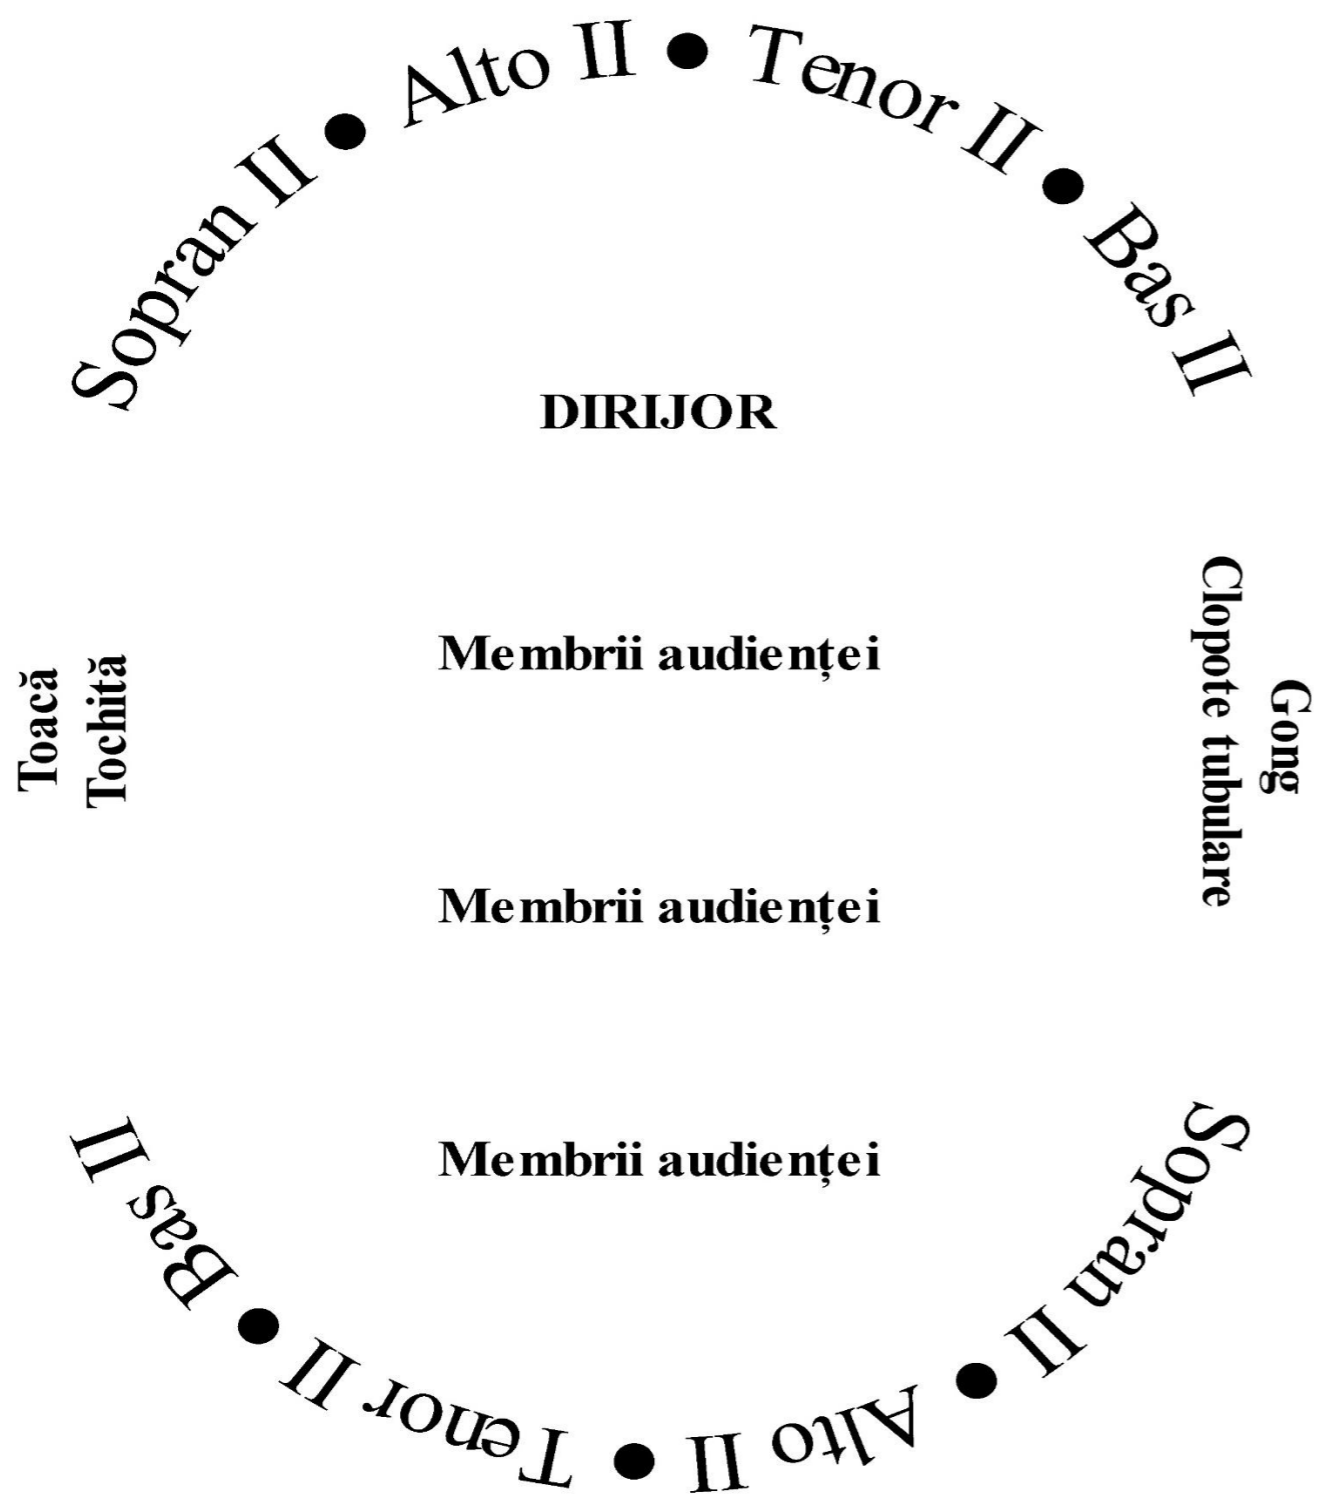 Sopran II • Alto II • Tenor II • Bas II
DIRIJOR
Toacă
Tochită
Membrii audienței
Clopote tubulare
Gong
Membrii audienței
Membrii audienței
Sopran II • Alto II • Tenor II • Bas II